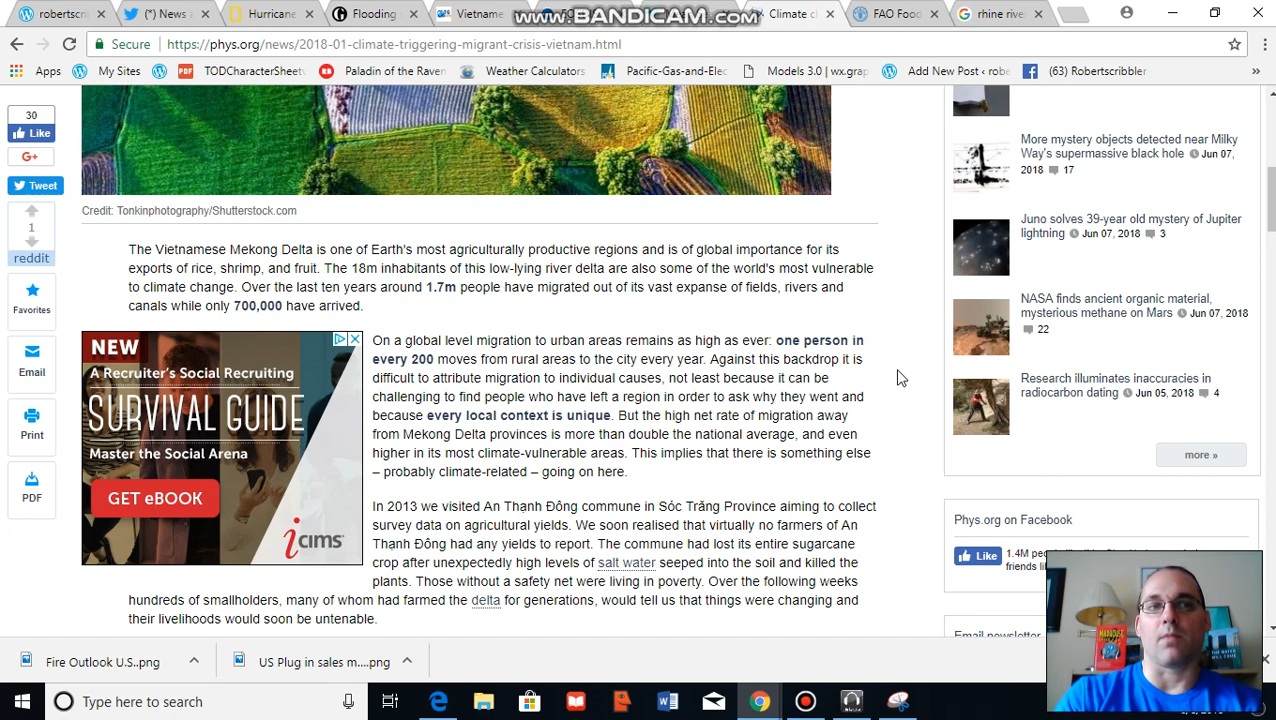 robertscrib
(*) News a
Hurricane
Flooding
Vietname
www.BANDICAM.com
Climate cl
FAO Food
rhine rive
Secure
https://phys.org/news/2018-01-climate-triggering-migrant-crisis-vietnam.html
Apps
My Sites
TODCharacterSheet
Paladin of the Raven
Weather Calculators
Pacific-Gas-and-Elec
Models 3.0 | wx.grap
Add New Post ‹ robe
(63) Robertscribbler
30
Like
G+
Tweet
1
reddit
Favorites
Email
Print
PDF
Credit: Tonkinphotography/Shutterstock.com
The Vietnamese Mekong Delta is one of Earth's most agriculturally productive regions and is of global importance for its
exports of rice, shrimp, and fruit. The 18m inhabitants of this low-lying river delta are also some of the world's most vulnerable
to climate change. Over the last ten years around 1.7m people have migrated out of its vast expanse of fields, rivers and
canals while only 700,000 have arrived.
NEW
A Recruiter's Social Recruiting
SURVIVAL GUIDE
Master the Social Arena
GET eBOOK
iCIMS
On a global level migration to urban areas remains as high as ever: one person in
every 200 moves from rural areas to the city every year. Against this backdrop it is
difficult to attribute migration to individual causes, not least because it can be
challenging to find people who have left a region in order to ask why they went and
because every local context is unique. But the high net rate of migration away
from Mekong Delta provinces is more than double the national average, and even
higher in its most climate-vulnerable areas. This implies that there is something else
– probably climate-related – going on here.
In 2013 we visited An Thạnh Đông commune in Sóc Trăng Province aiming to collect
survey data on agricultural yields. We soon realised that virtually no farmers of An
Thạnh Đông had any yields to report. The commune had lost its entire sugarcane
crop after unexpectedly high levels of salt water seeped into the soil and killed the
plants. Those without a safety net were living in poverty. Over the following weeks
hundreds of smallholders, many of whom had farmed the delta for generations, would tell us that things were changing and
their livelihoods would soon be untenable.
More mystery objects detected near Milky
Way's supermassive black hole Jun 07,
2018 17
Juno solves 39-year old mystery of Jupiter
lightning Jun 07, 2018 3
NASA finds ancient organic material,
mysterious methane on Mars Jun 07, 2018
22
Research illuminates inaccuracies in
radiocarbon dating Jun 05, 2018 4
more »
Phys.org on Facebook
Like
1.4M peo
friends lik
Email newsletter
Fire Outlook U.S..png
US Plug in sales m....png
Type here to search